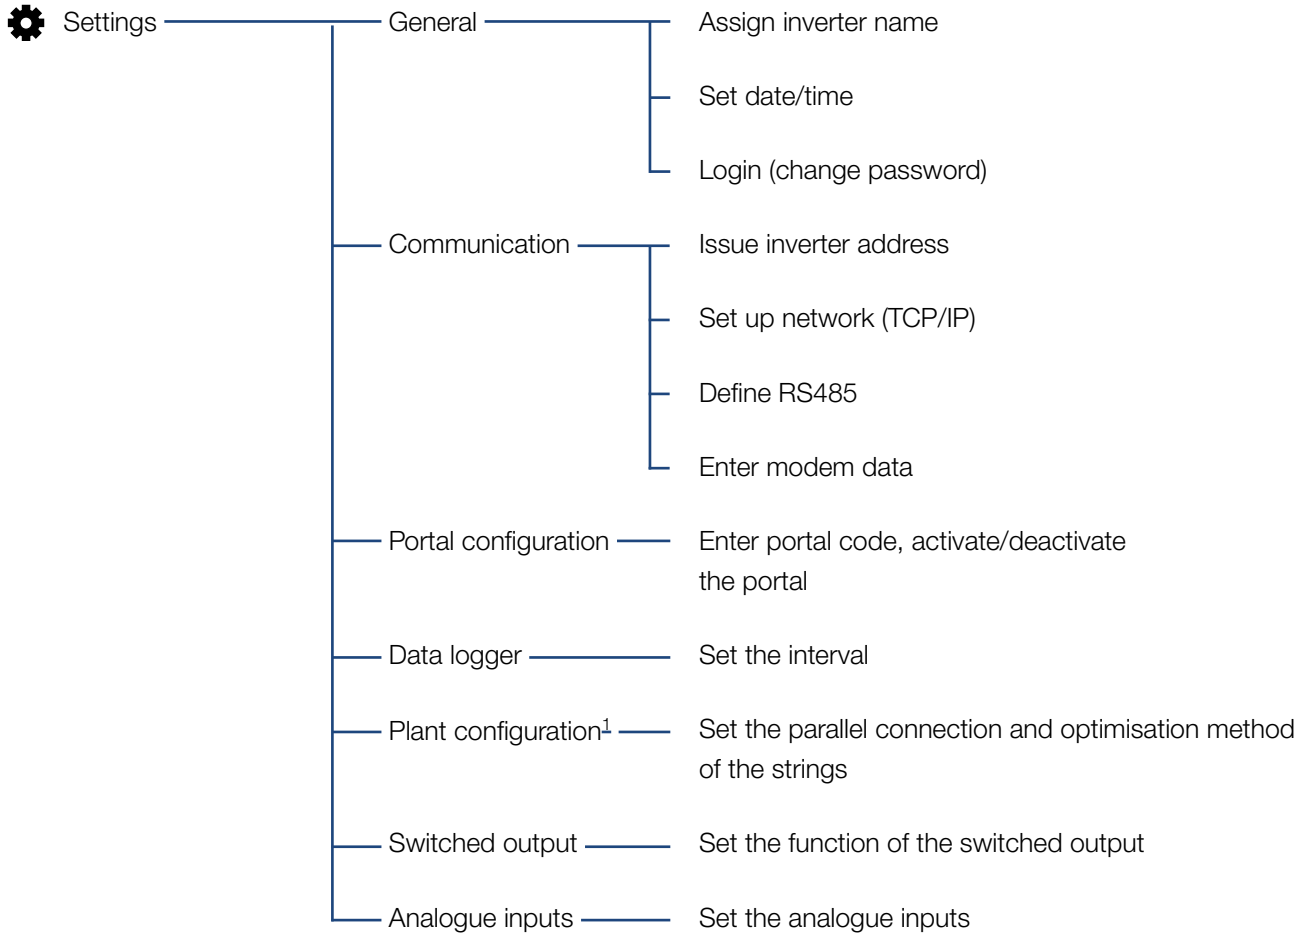 Settings
General
Assign inverter name
Set date/time
Login (change password)
Communication
Issue inverter address
Set up network (TCP/IP)
Define RS485
Enter modem data
Portal configuration
Enter portal code, activate/deactivate
the portal
Data logger
Set the interval
Plant configuration1
Set the parallel connection and optimisation method
of the strings
Switched output
Set the function of the switched output
Analogue inputs
Set the analogue inputs